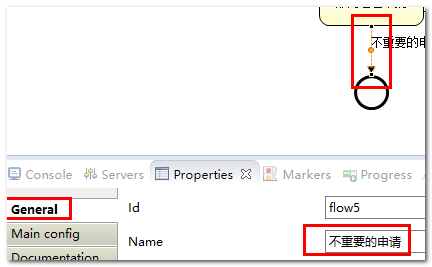 不重要的申
Console Servers Properties Markers Progress
General
Id flow5
Main config
Name 不重要的申请
Documentation